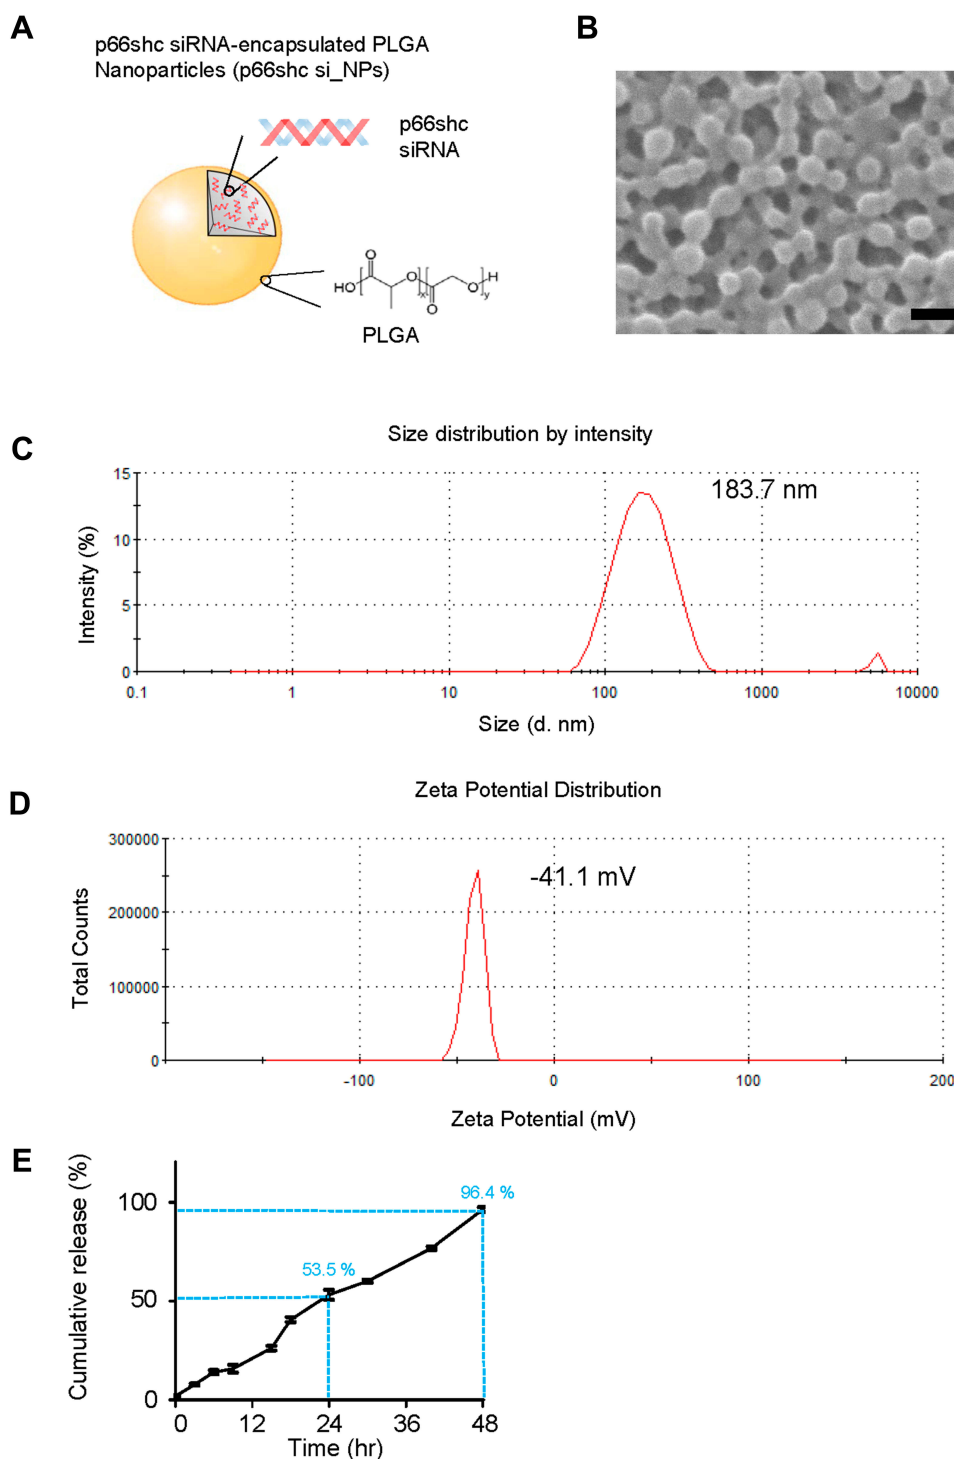 A
p66shc siRNA-encapsulated PLGA
Nanoparticles (p66shc si_NPs)
p66shc
siRNA
HO
O
O
x
O
O
H
y
PLGA
B
C
Size distribution by intensity
183.7 nm
Intensity (%)
15
10
5
0
0.1 1 10 100 1000 10000
Size (d. nm)
D
Zeta Potential Distribution
-41.1 mV
Total Counts
300000
200000
100000
0
-100 0 100 200
Zeta Potential (mV)
E
Cumulative release (%)
96.4 %
100
53.5 %
50
0
0 12 24 36 48
Time (hr)